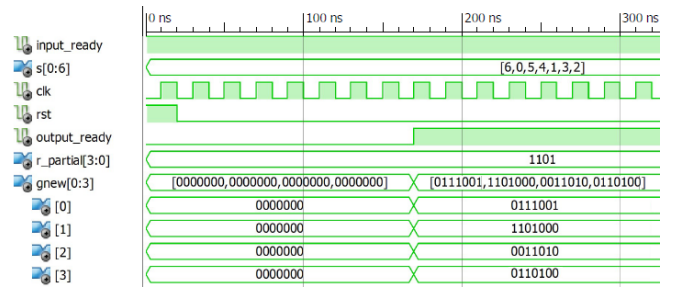 0 ns 100 ns 200 ns 300 ns
input_ready
s[0:6] [6,0,5,4,1,3,2]
clk
rst
output_ready
r_partial[3:0] 1101
gnew[0:3] [0000000,0000000,0000000,0000000] [0111001,1101000,0011010,0110100]
[0] 0000000 0111001
[1] 0000000 1101000
[2] 0000000 0011010
[3] 0000000 0110100